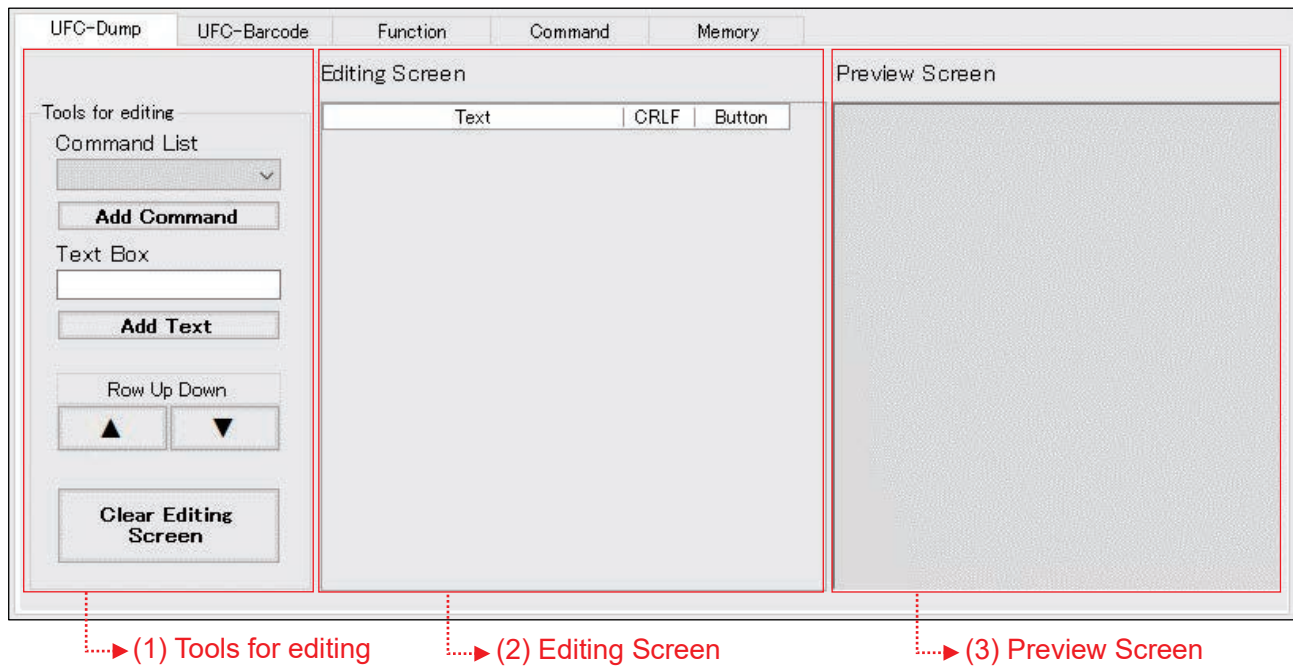 UFC-Dump UFC-Barcode Function Command Memory
Editing Screen
Preview Screen
Tools for editing
Text CRLF Button
Command List
Add Command
Text Box
Add Text
Row Up Down
▲ ▼
Clear Editing
Screen
(1) Tools for editing
(2) Editing Screen
(3) Preview Screen